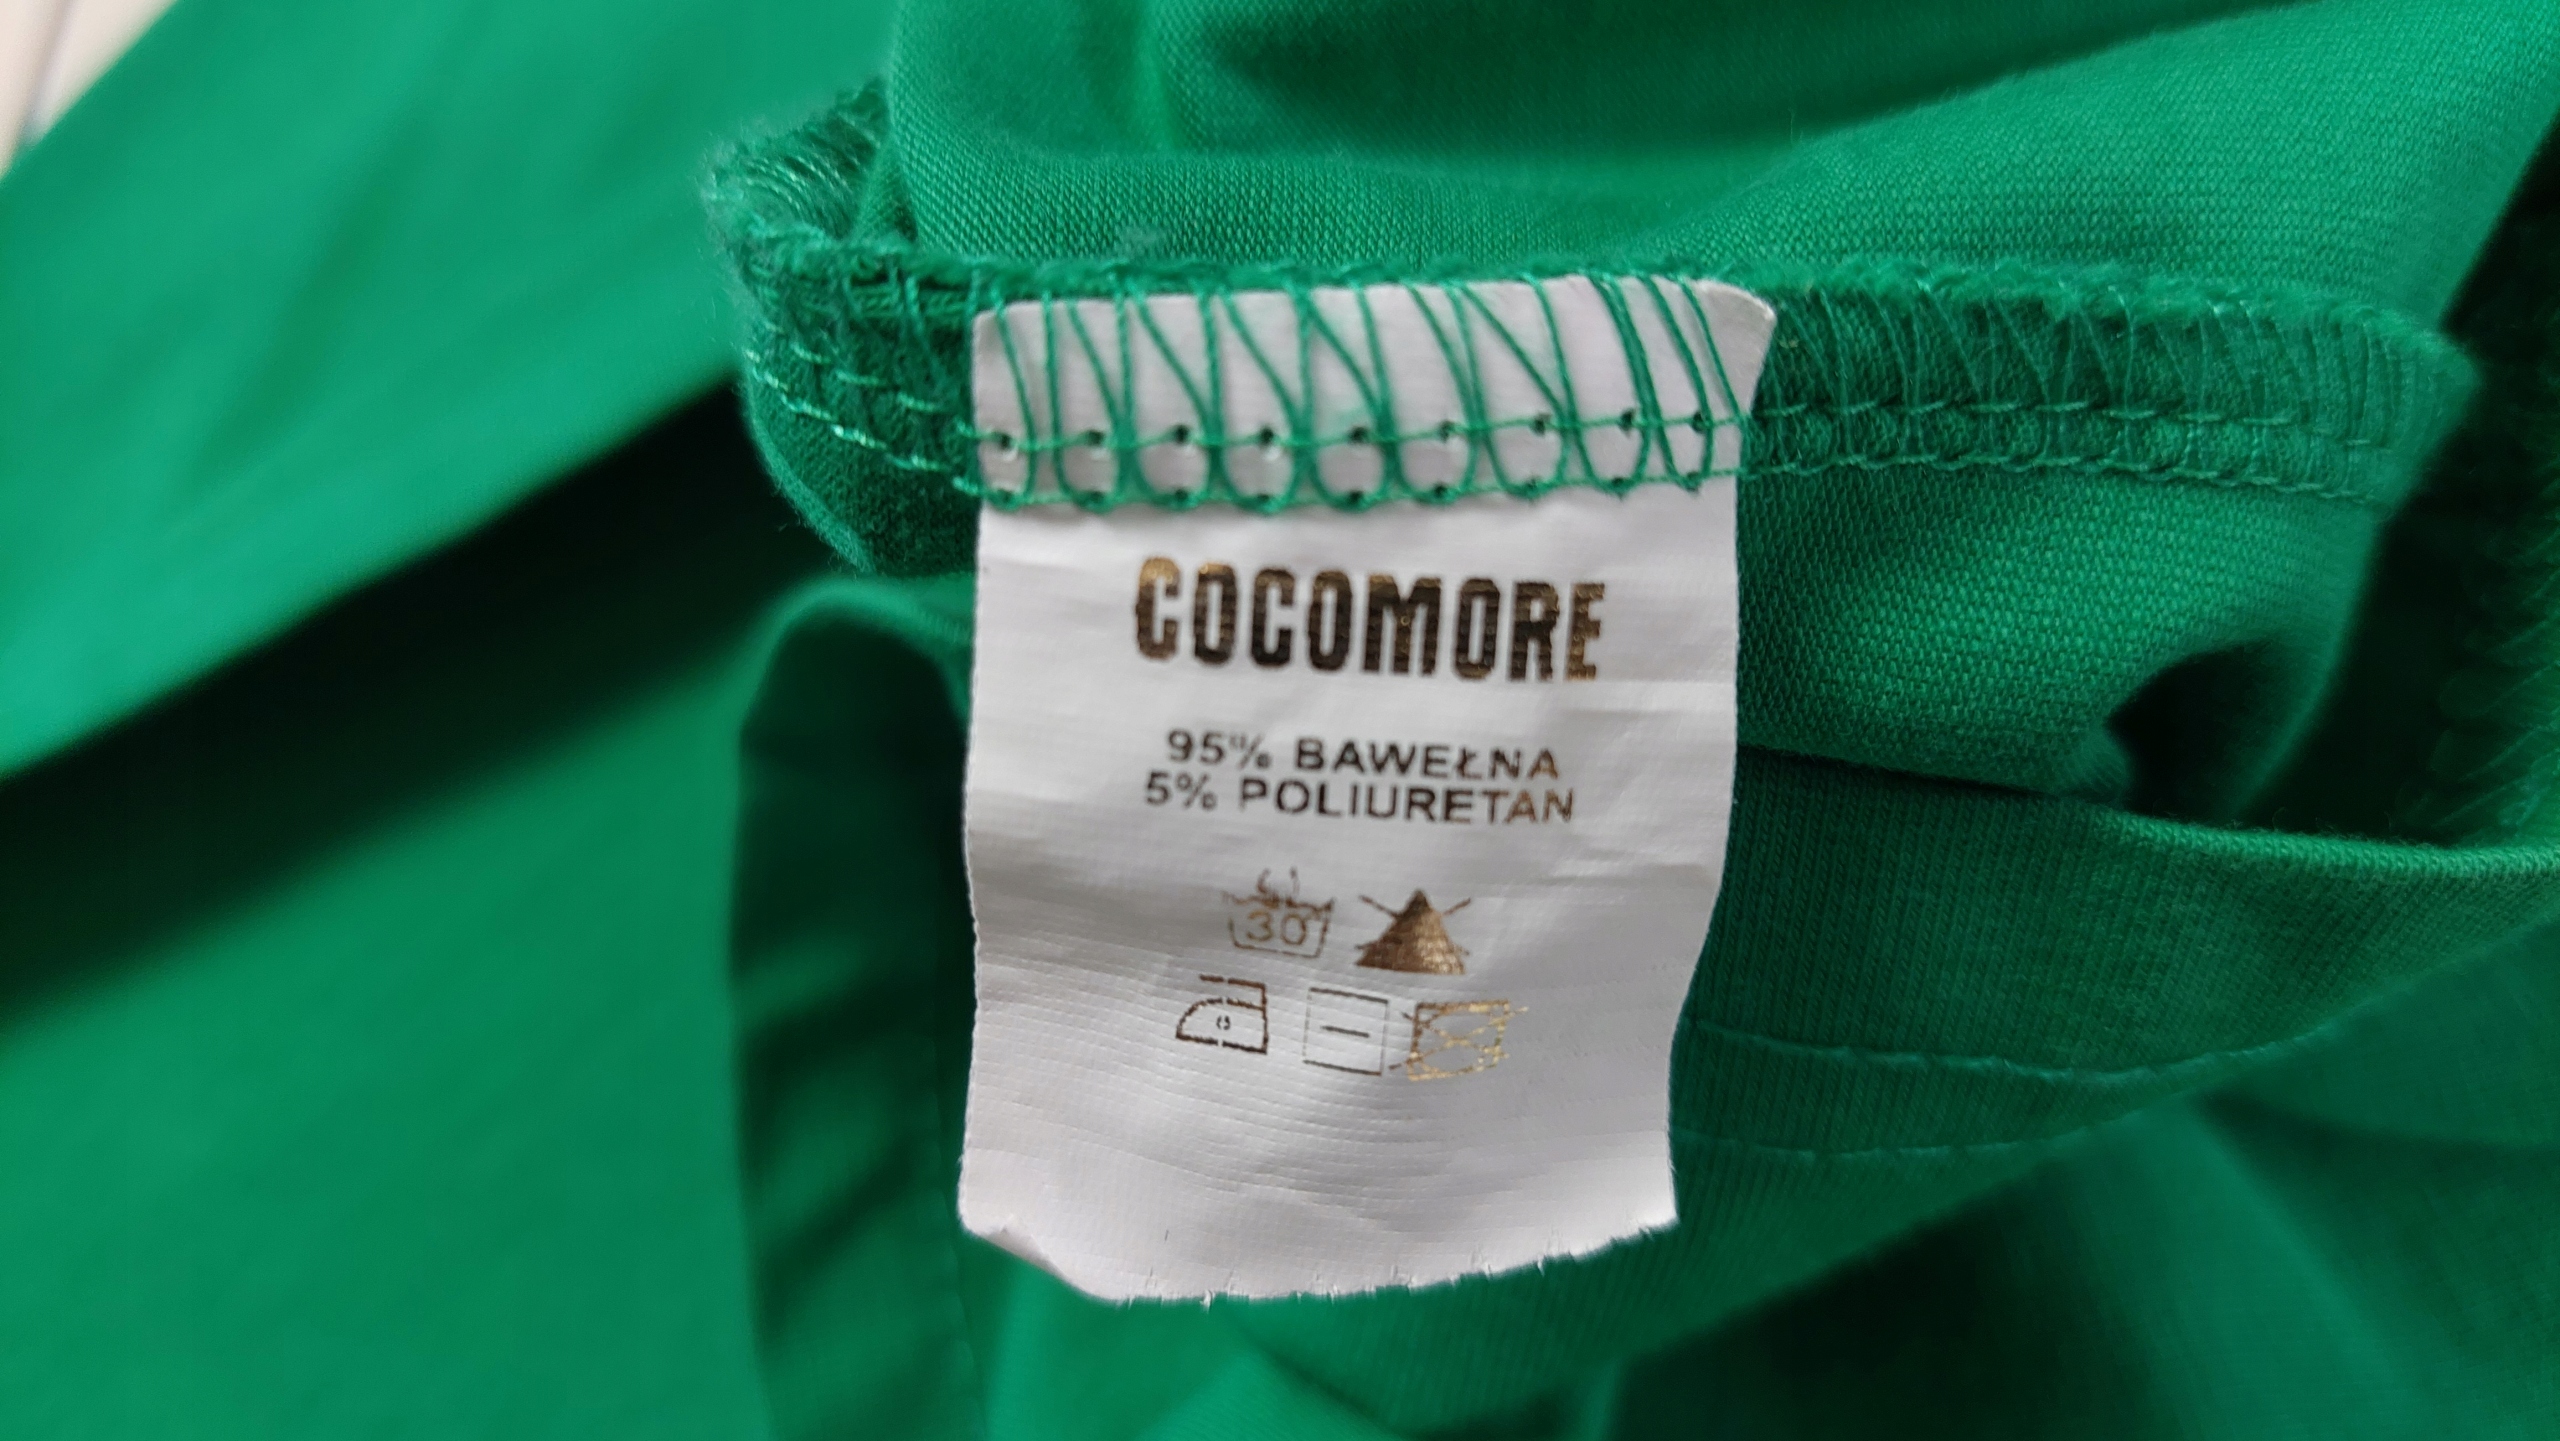 COCOMORE
95% BAWEŁNA
5% POLIURETAN
30